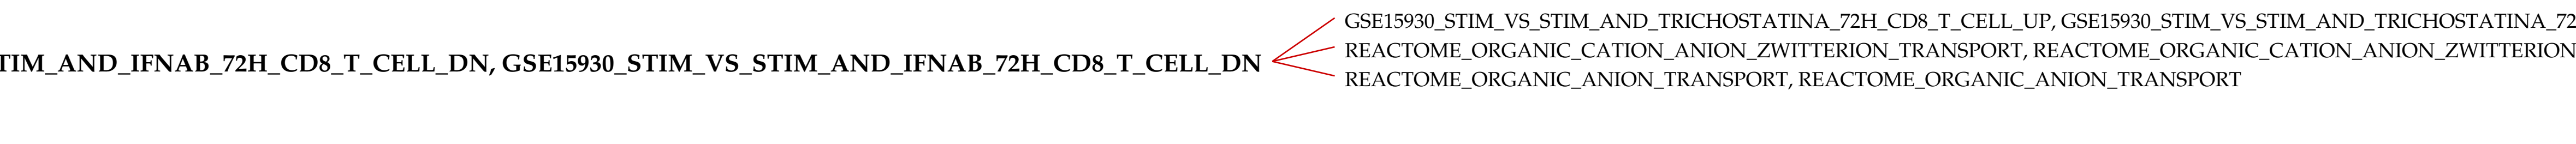 GSE15930_STIM_VS_STIM_AND_TRICHOSTATINA_72H_CD8_T_CELL_UP, GSE15930_STIM_VS_STIM_AND_TRICHOSTATINA_72
TIM_AND_IFNAB_72H_CD8_T_CELL_DN, GSE15930_STIM_VS_STIM_AND_IFNAB_72H_CD8_T_CELL_DN
REACTOME_ORGANIC_CATION_ANION_ZWITTERION_TRANSPORT, REACTOME_ORGANIC_CATION_ANION_ZWITTERION
REACTOME_ORGANIC_ANION_TRANSPORT, REACTOME_ORGANIC_ANION_TRANSPORT